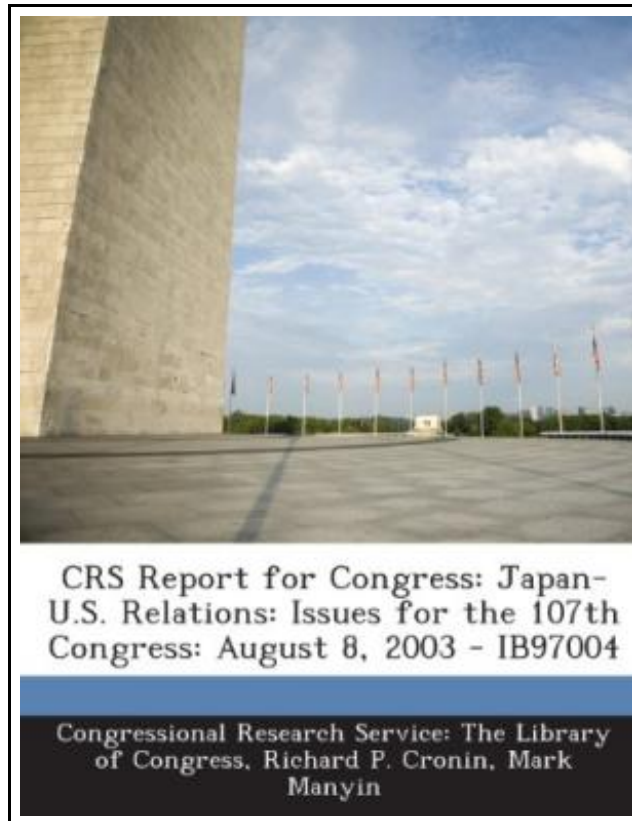 CRS Report for Congress: Japan-
U.S. Relations: Issues for the 107th
Congress: August 8, 2003 - IB97004
Congressional Research Service: The Library
of Congress, Richard P. Cronin, Mark
Manyin